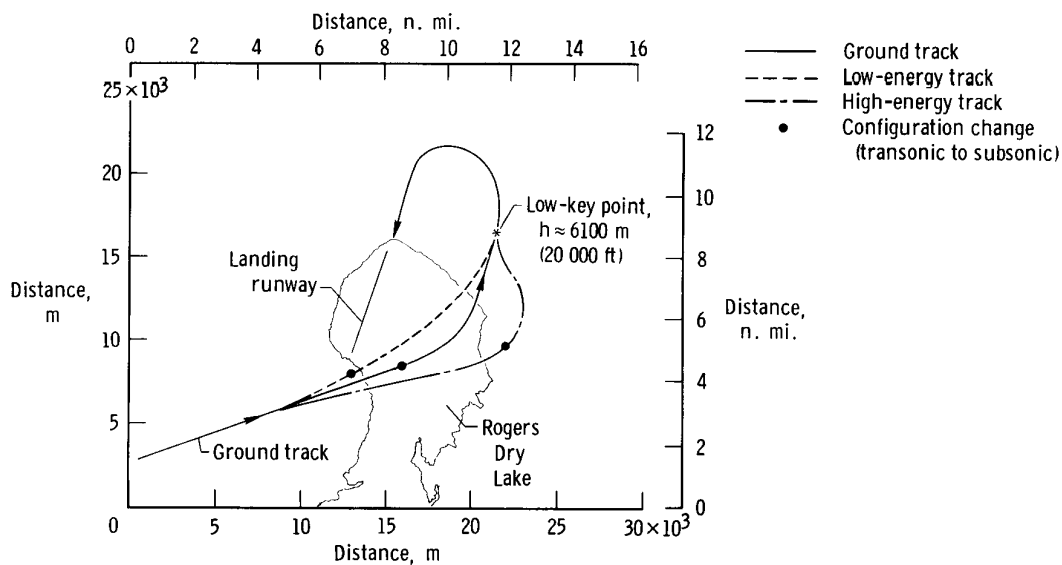 Distance, n. mi.
0 2 4 6 8 10 12 14 16
Ground track
Low-energy track
High-energy track
Configuration change
(transonic to subsonic)
25 × 10³
20
15
10
5
0
Distance,
m
12
10
8
6
4
2
0
Distance,
n. mi.
Low-key point,
h ≈ 6100 m
(20 000 ft)
Landing
runway
Ground track
Rogers
Dry
Lake
5 10 15 20 25 30 × 10³
Distance, m